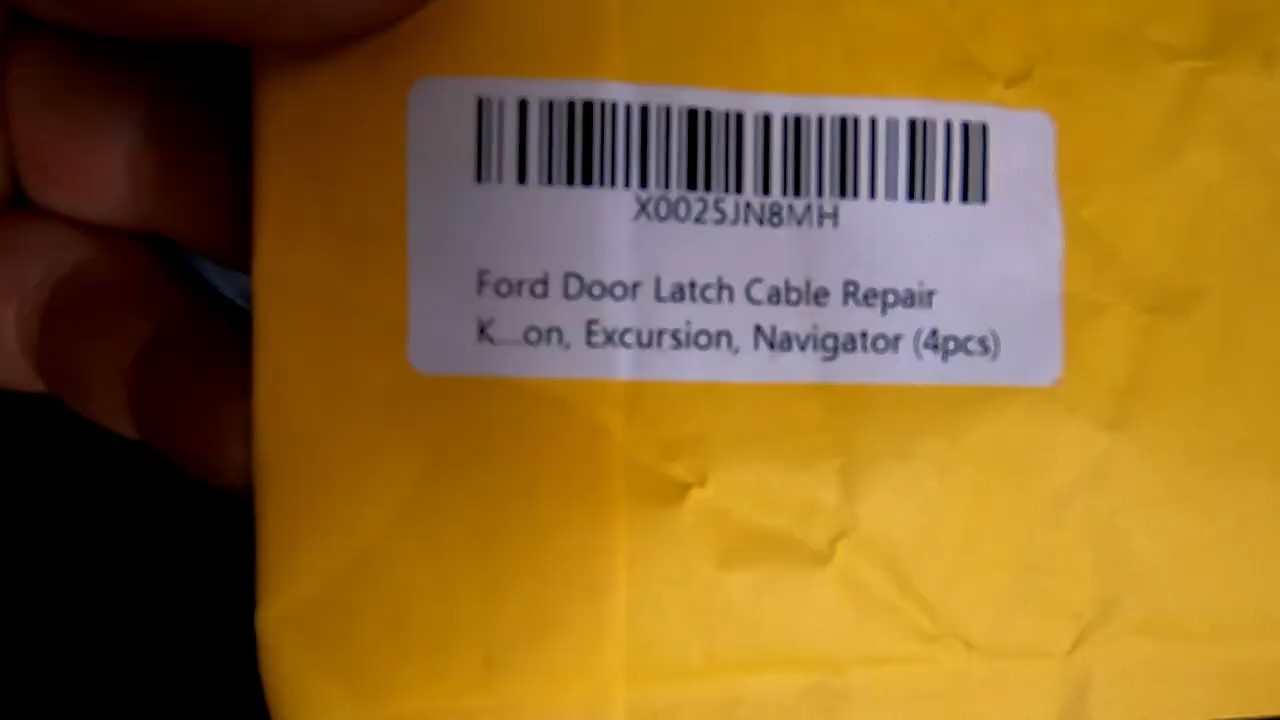 X0025JN8MH
Ford Door Latch Cable Repair
K...on, Excursion, Navigator (4pcs)